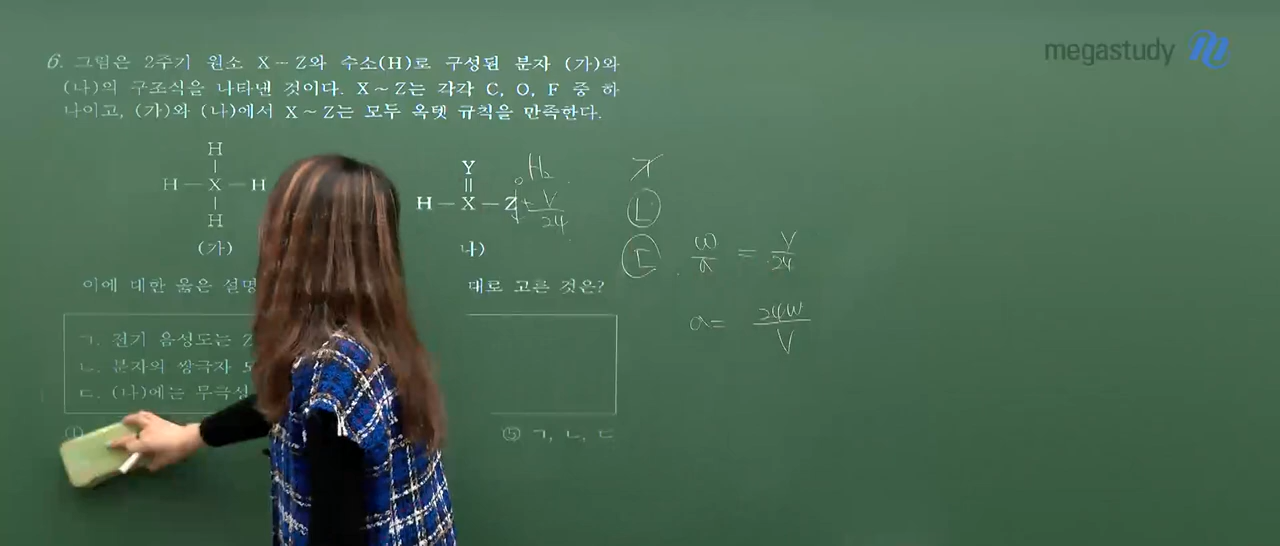 megastudy
6. 그림은 2주기 원소 X~Z와 수소(H)로 구성된 분자 (가)와
(나)의 구조식을 나타낸 것이다. X~Z는 각각 C, O, F 중 하
나이고, (가)와 (나)에서 X~Z는 모두 옥텟 규칙을 만족한다.
H
H-X-H
H
(가)
Y
H-X-Z
나)
H₂
V/24
ㄱ
ㄴ
ㄷ
w/a = V/24
a = 24w/V
이에 대한 옳은 설명
대로 고른 것은?
ㄱ. 전기 음성도는 Z
ㄴ. 분자의 쌍극자 모
ㄷ. (나)에는 무극성
①
⑤ ㄱ, ㄴ, ㄷ